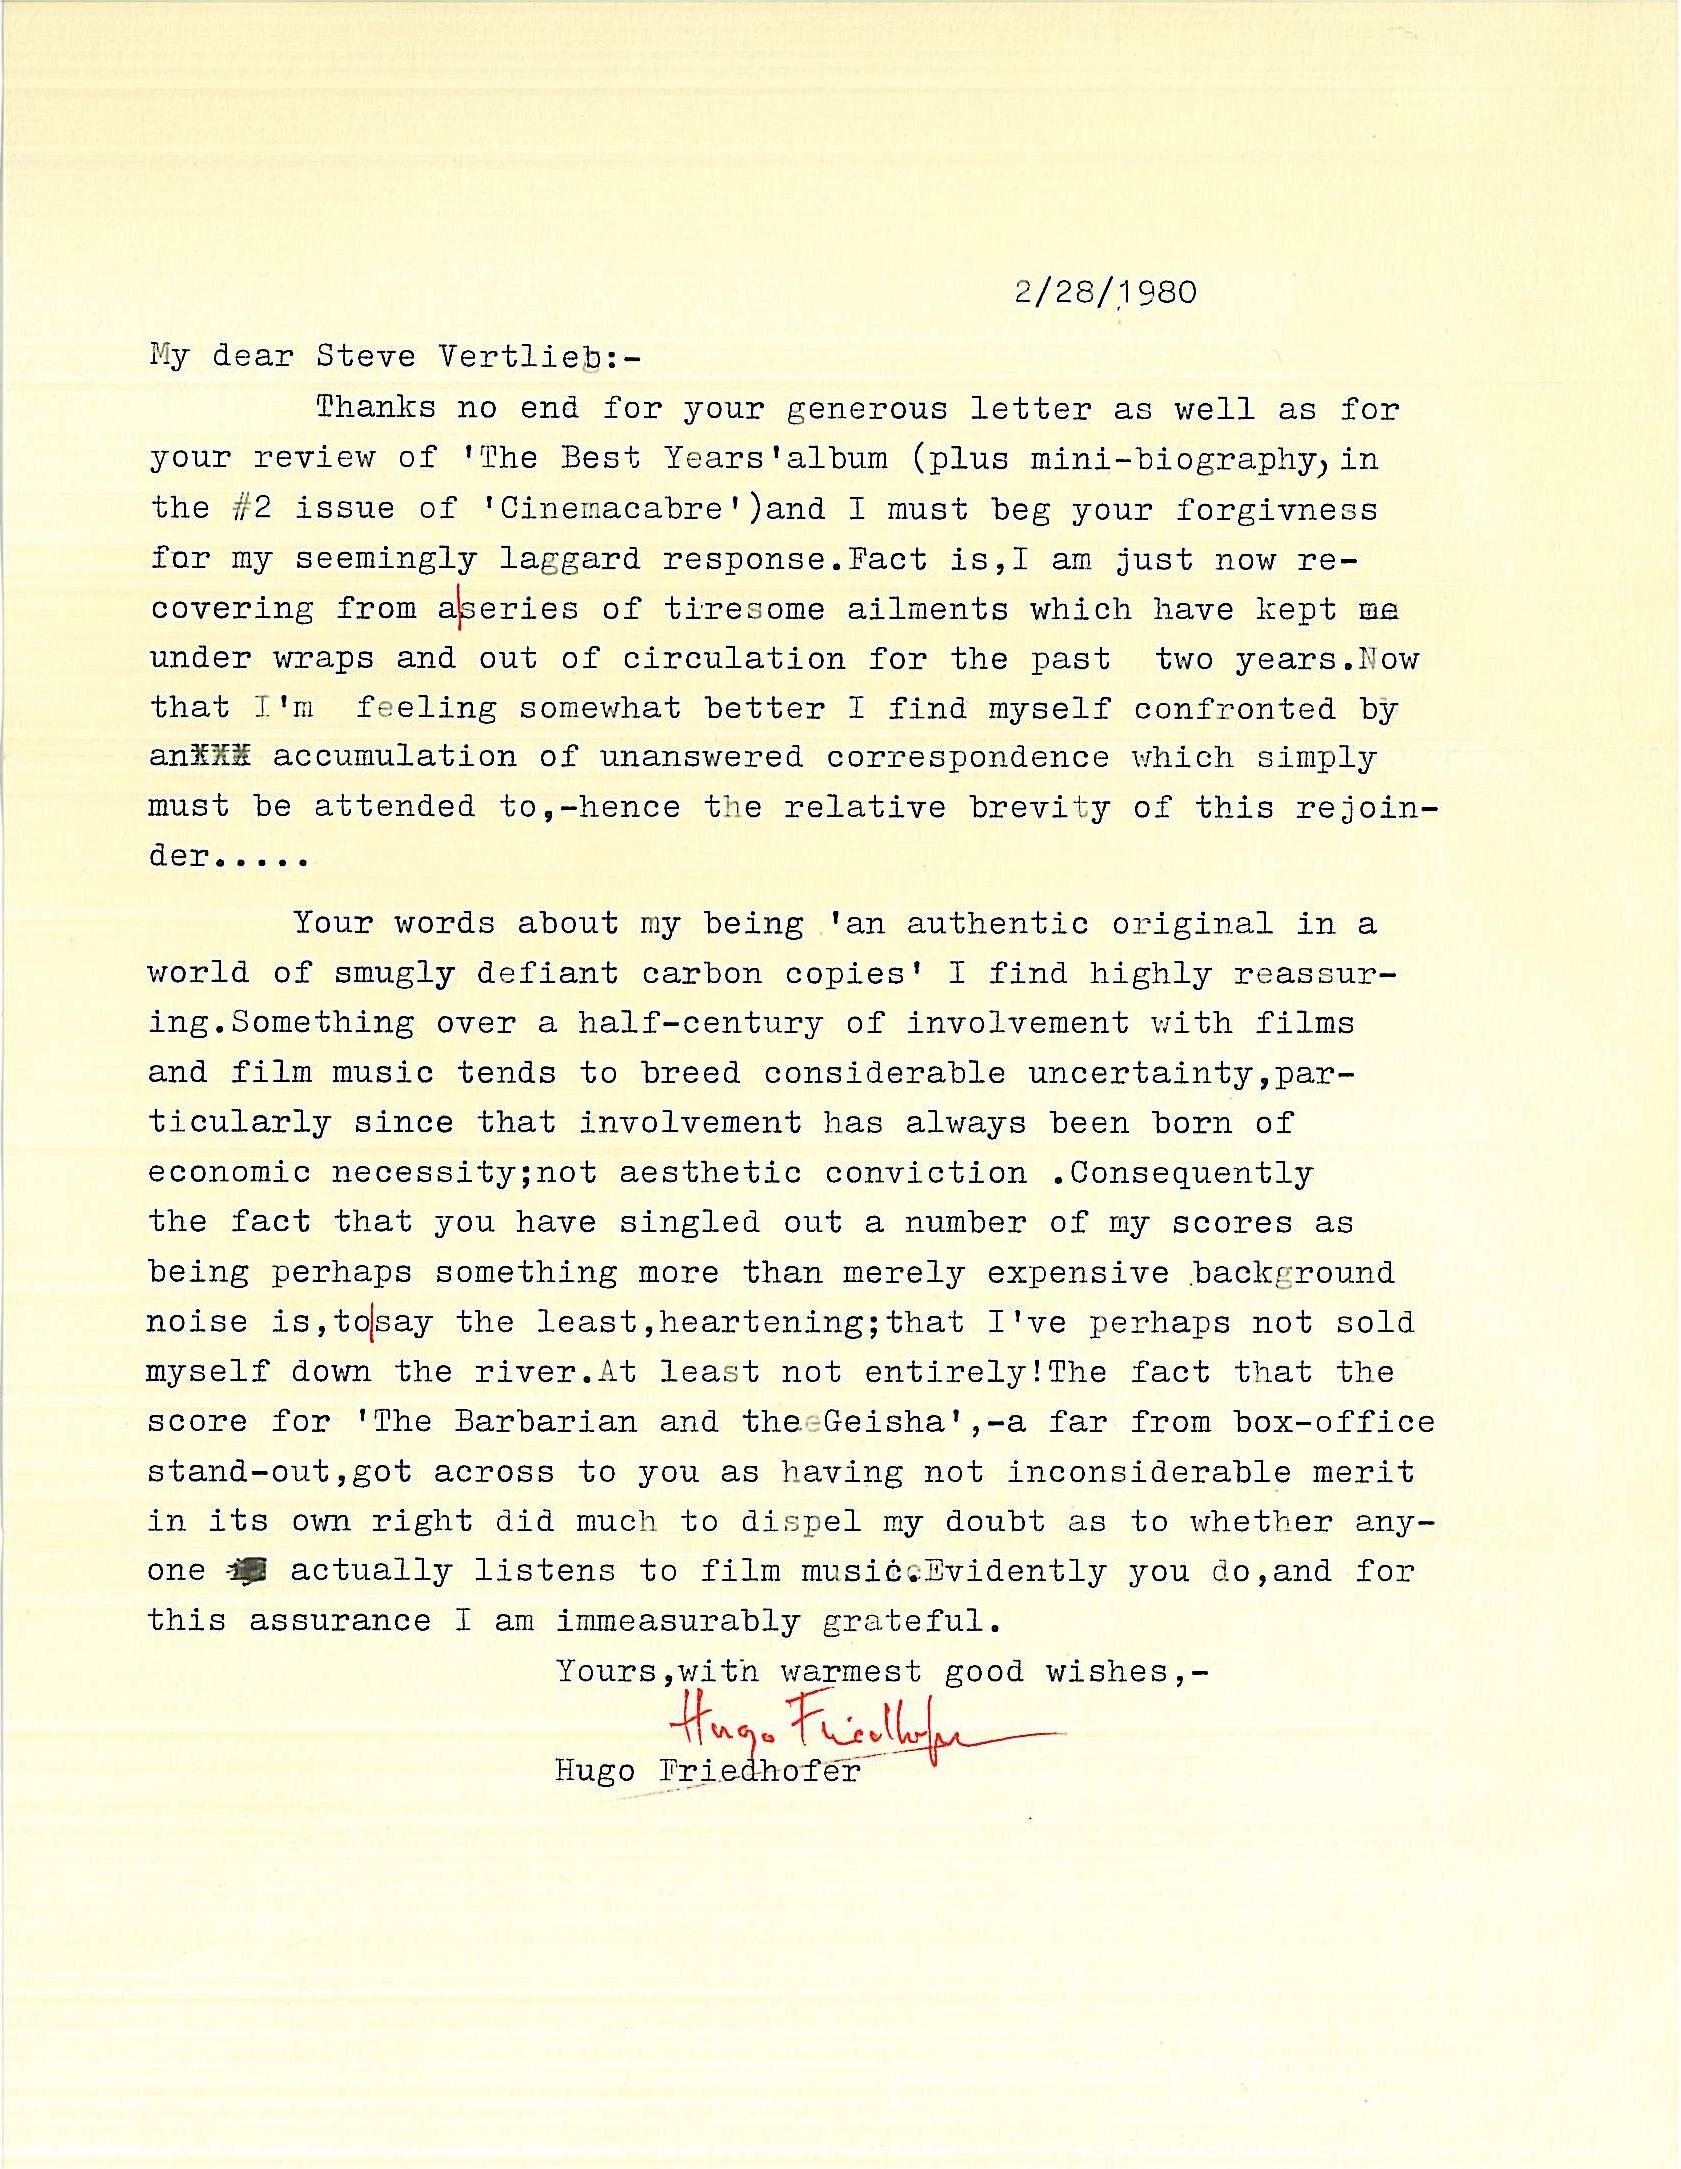 2/28/1980
My dear Steve Vertlieb:-
Thanks no end for your generous letter as well as for
your review of 'The Best Years'album (plus mini-biography, in
the #2 issue of 'Cinemacabre')and I must beg your forgivness
for my seemingly laggard response.Fact is,I am just now re-
covering from a|series of tiresome ailments which have kept me
under wraps and out of circulation for the past two years.Now
that I'm feeling somewhat better I find myself confronted by
anXXX accumulation of unanswered correspondence which simply
must be attended to,-hence the relative brevity of this rejoin-
der.....
Your words about my being 'an authentic original in a
world of smugly defiant carbon copies' I find highly reassur-
ing.Something over a half-century of involvement with films
and film music tends to breed considerable uncertainty,par-
ticularly since that involvement has always been born of
economic necessity;not aesthetic conviction .Consequently
the fact that you have singled out a number of my scores as
being perhaps something more than merely expensive background
noise is,to|say the least,heartening;that I've perhaps not sold
myself down the river.At least not entirely!The fact that the
score for 'The Barbarian and the Geisha',-a far from box-office
stand-out,got across to you as having not inconsiderable merit
in its own right did much to dispel my doubt as to whether any-
one actually listens to film music.Evidently you do,and for
this assurance I am immeasurably grateful.
Yours,with warmest good wishes,-
Hugo Friedhofer
Hugo Friedhofer